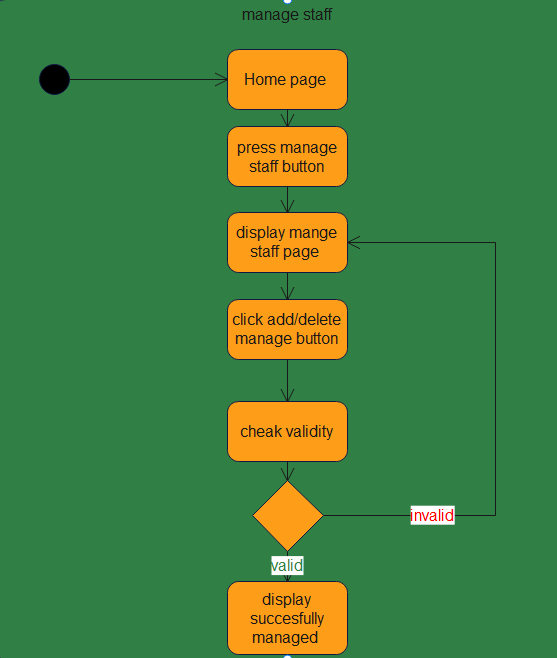 manage staff
Home page
press manage
staff button
display mange
staff page
click add/delete
manage button
cheak validity
invalid
valid
display
succesfully
managed